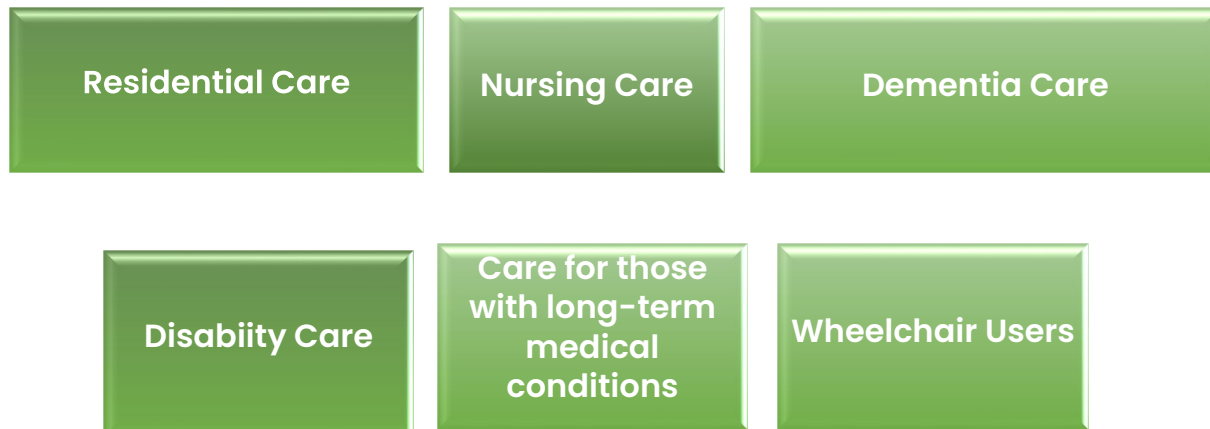 Residential Care
Nursing Care
Dementia Care
Disabiity Care
Care for those
with long-term
medical
conditions
Wheelchair Users